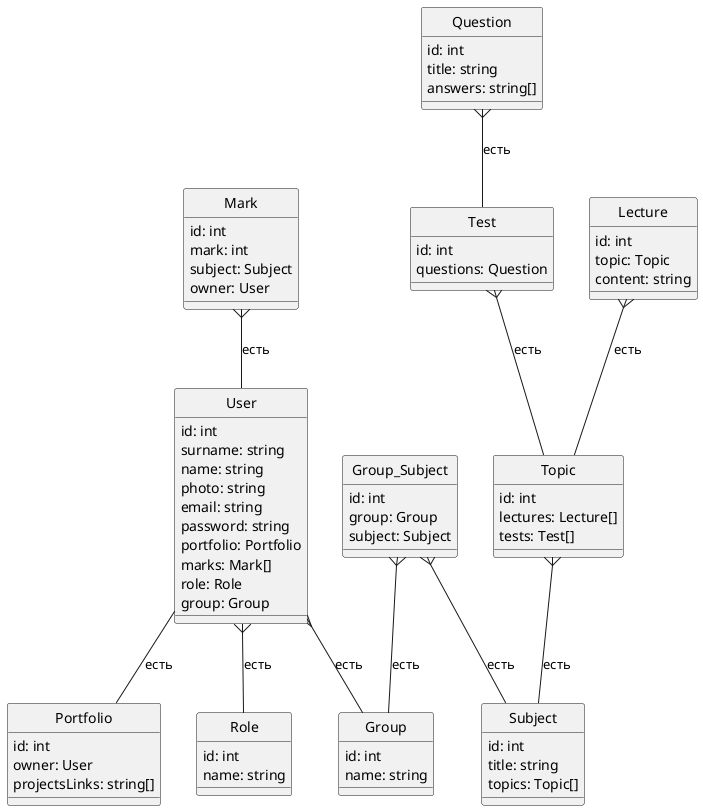 Question
id: int
title: string
answers: string[]
есть
Mark
id: int
mark: int
subject: Subject
owner: User
Test
id: int
questions: Question
Lecture
id: int
topic: Topic
content: string
есть
есть
есть
User
id: int
surname: string
name: string
photo: string
email: string
password: string
portfolio: Portfolio
marks: Mark[]
role: Role
group: Group
Group_Subject
id: int
group: Group
subject: Subject
Topic
id: int
lectures: Lecture[]
tests: Test[]
есть
есть
есть
есть
есть
есть
Portfolio
id: int
owner: User
projectsLinks: string[]
Role
id: int
name: string
Group
id: int
name: string
Subject
id: int
title: string
topics: Topic[]